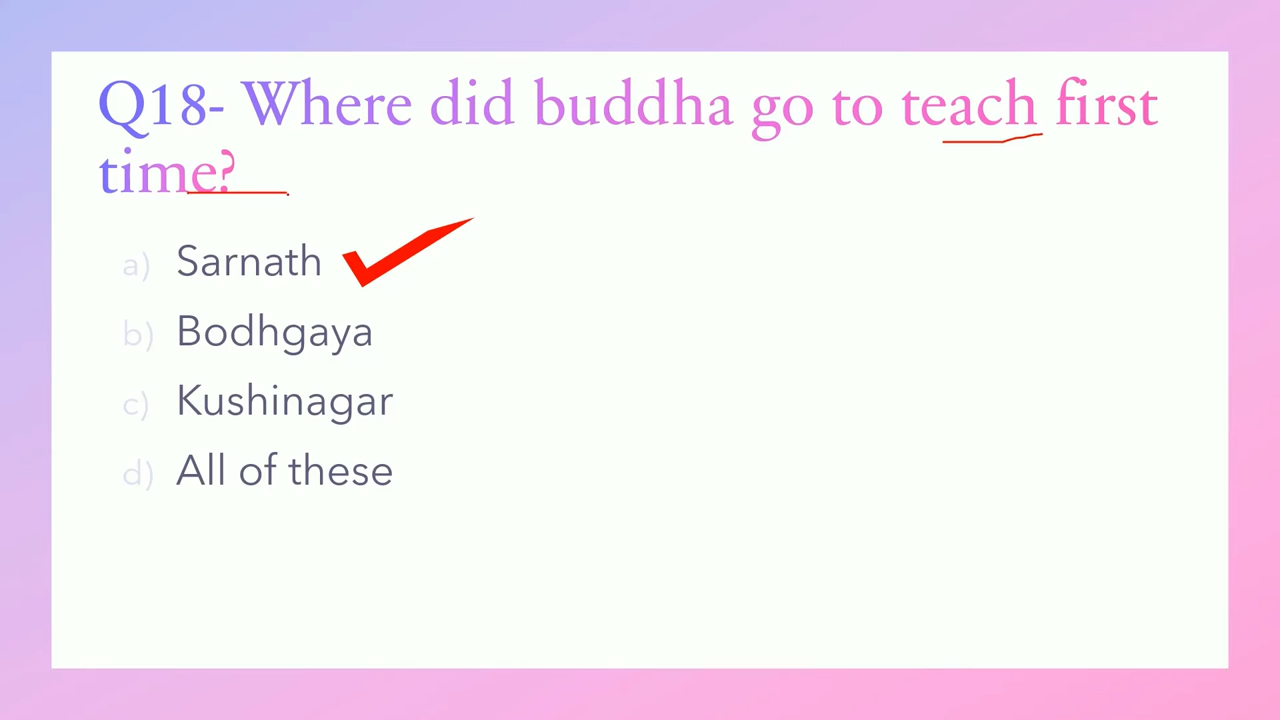 Q18- Where did buddha go to teach first
time?
a) Sarnath
b) Bodhgaya
c) Kushinagar
d) All of these